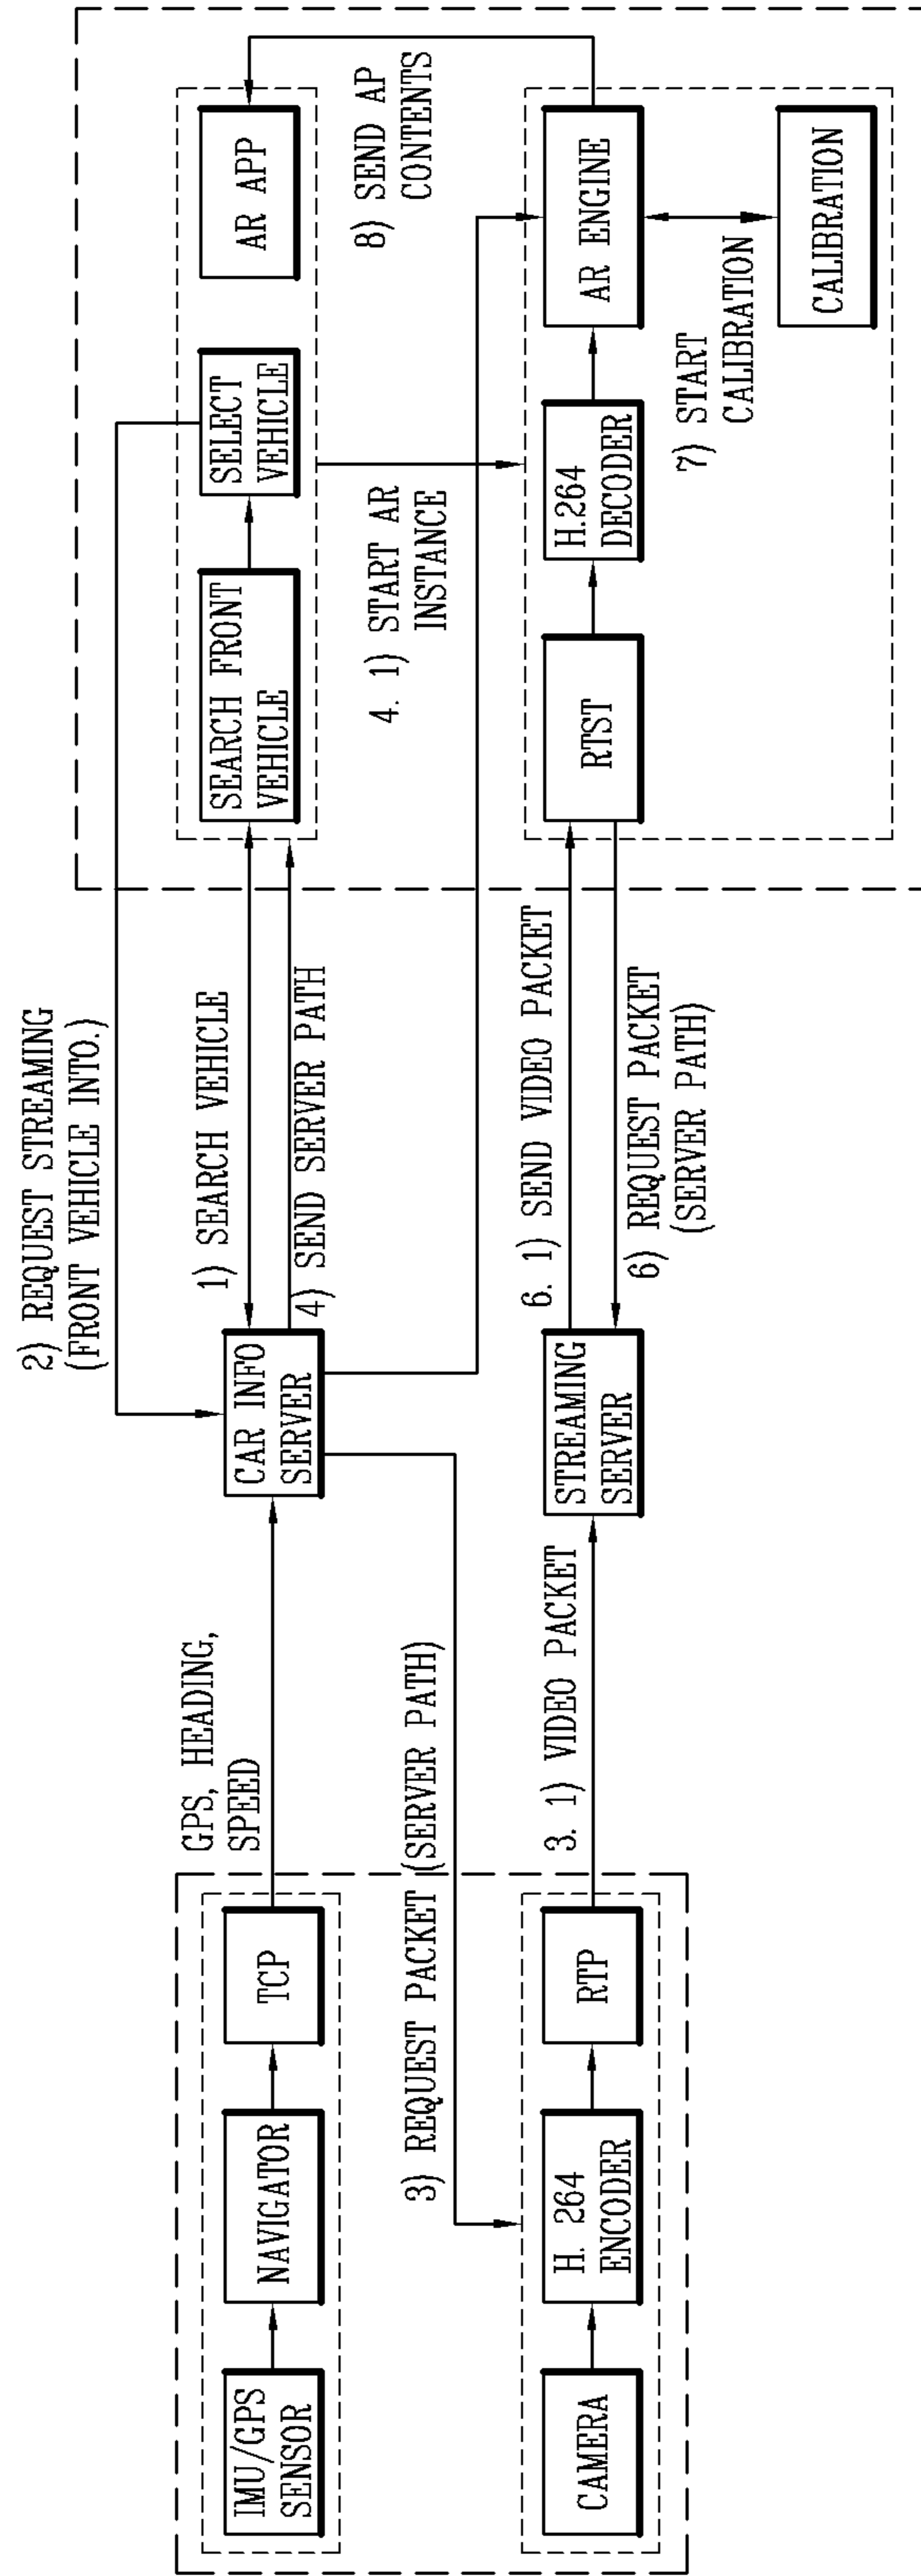 IMU/GPS
SENSOR
NAVIGATOR
TCP
GPS, HEADING,
SPEED
CAR INFO
SERVER
2) REQUEST STREAMING
(FRONT VEHICLE INTO.)
1) SEARCH VEHICLE
4) SEND SERVER PATH
SEARCH FRONT
VEHICLE
SELECT
VEHICLE
AR APP
8) SEND AP
CONTENTS
4. 1) START AR
INSTANCE
3) REQUEST PACKET (SERVER PATH)
CAMERA
H. 264
ENCODER
RTP
3. 1) VIDEO PACKET
STREAMING
SERVER
6. 1) SEND VIDEO PACKET
6) REQUEST PACKET
(SERVER PATH)
RTST
H.264
DECODER
AR ENGINE
7) START
CALIBRATION
CALIBRATION